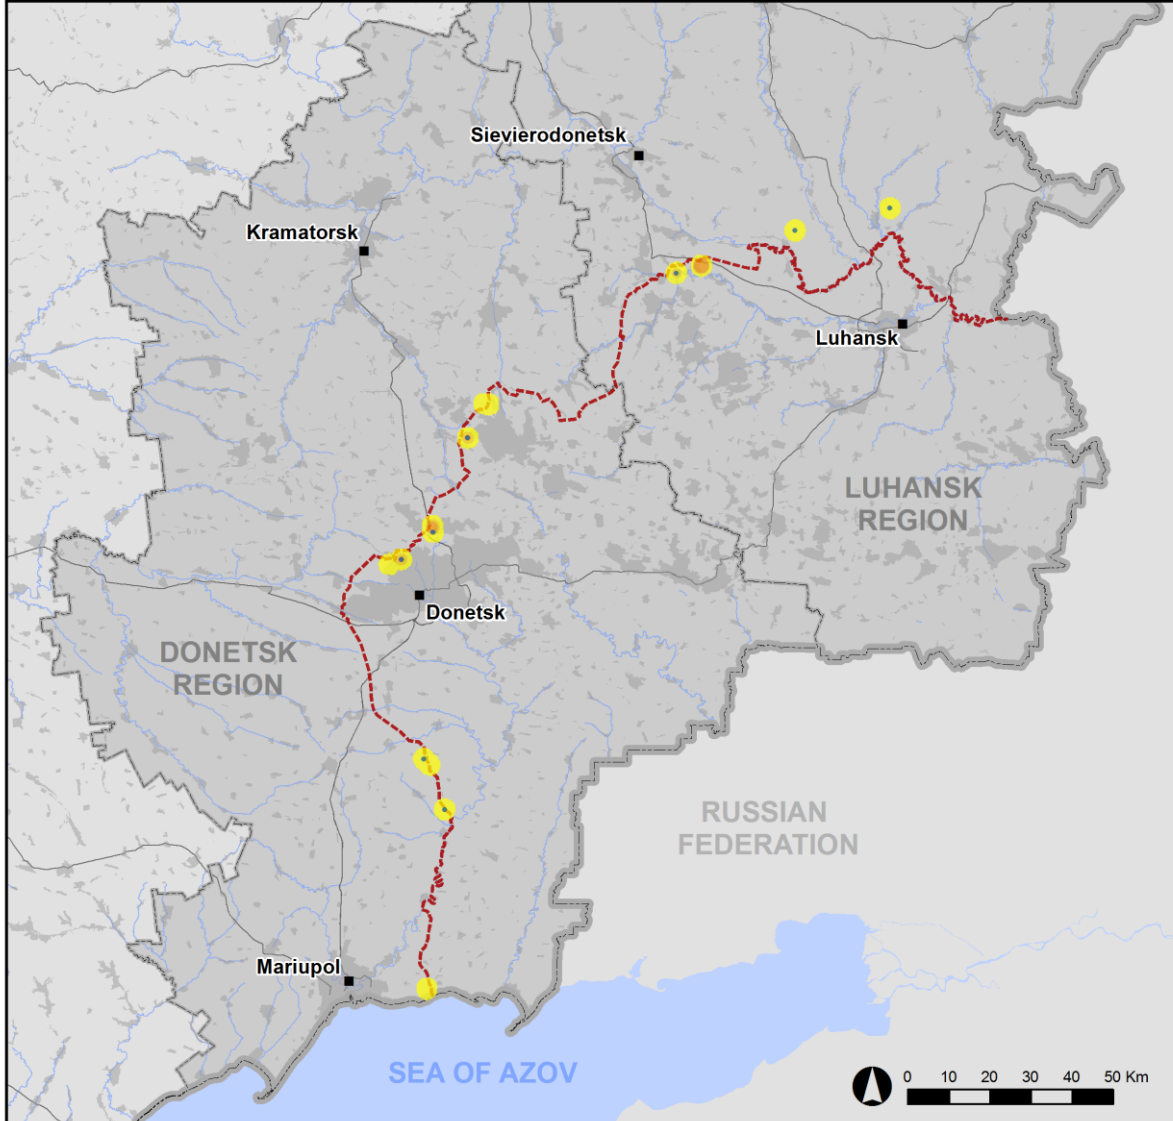 Sievierodonetsk
Kramatorsk
Luhansk
LUHANSK
REGION
Donetsk
DONETSK
REGION
RUSSIAN
FEDERATION
Mariupol
SEA OF AZOV
0 10 20 30 40 50 Km